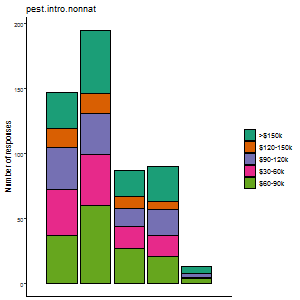 pest.intro.nonnat
Number of responses
200
150
100
50
0
>$150k
$120-150k
$90-120k
$30-60k
$60-90k